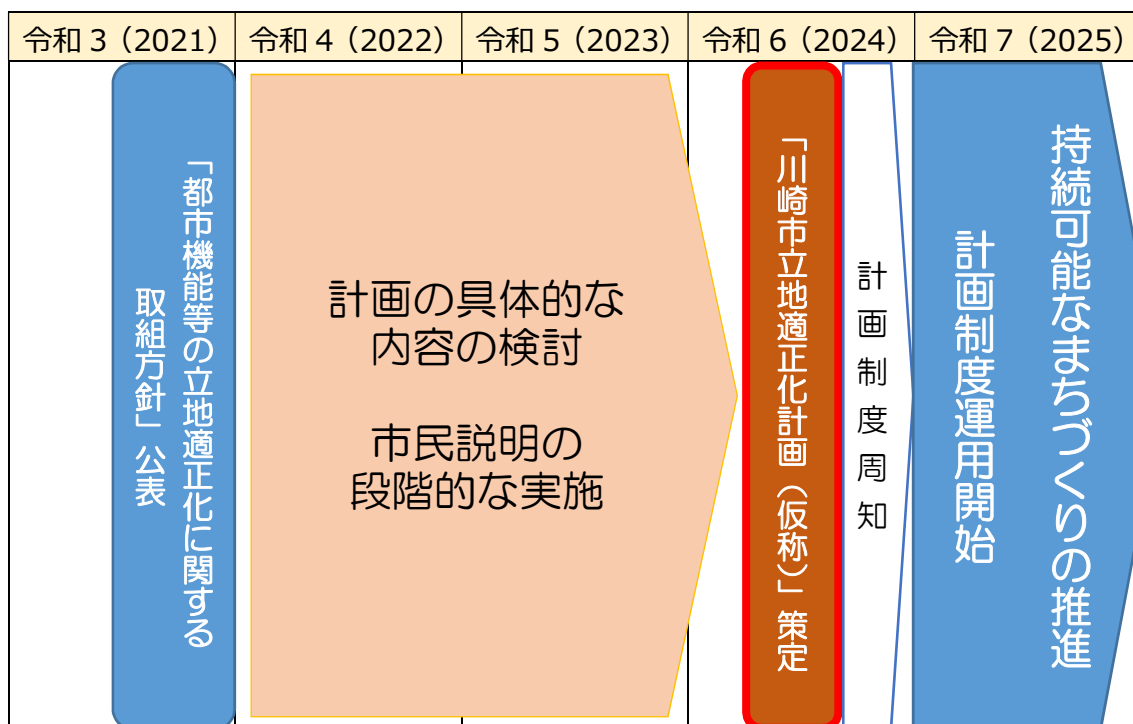 令和３（2021）
令和４（2022）
令和５（2023）
令和６（2024）
令和７（2025）
「都市機能等の立地適正化に関する
取組方針」公表
計画の具体的な
内容の検討
市民説明の
段階的な実施
「川崎市立地適正化計画（仮称）」策定
計画制度周知
持続可能なまちづくりの推進
計画制度運用開始